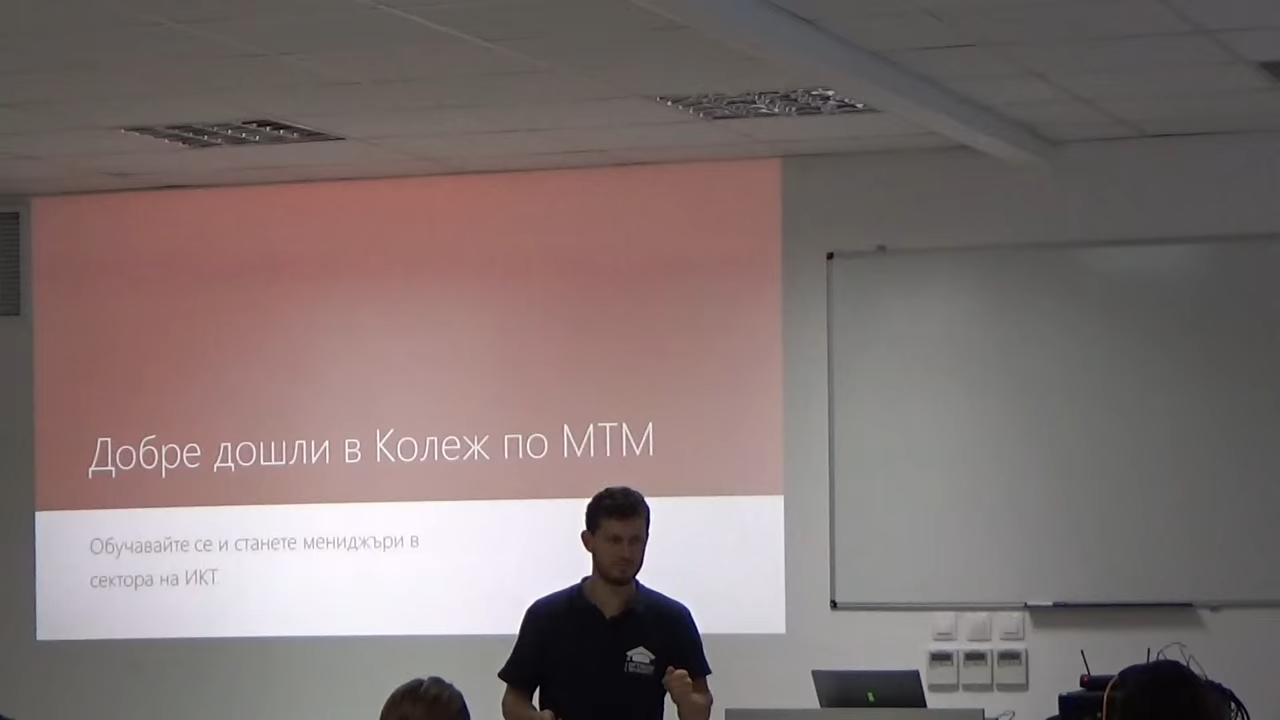 Добре дошли в Колеж по МТМ
Обучавайте се и станете мениджъри в
сектора на ИКТ